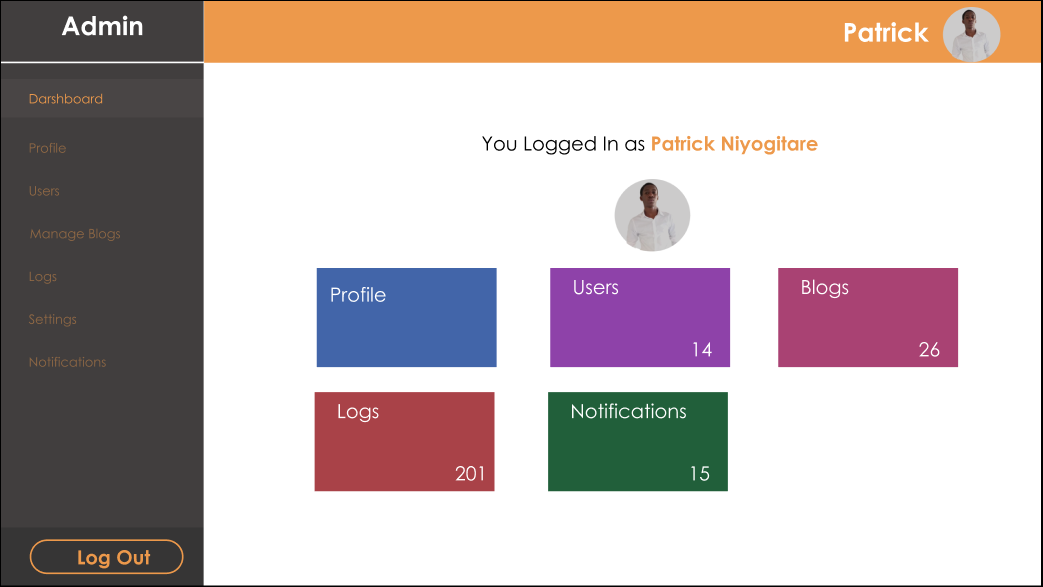 Admin
Patrick
Darshboard
Profile
Users
Manage Blogs
Logs
Settings
Notifications
Log Out
You Logged In as Patrick Niyogitare
Profile
Users
14
Blogs
26
Logs
201
Notifications
15